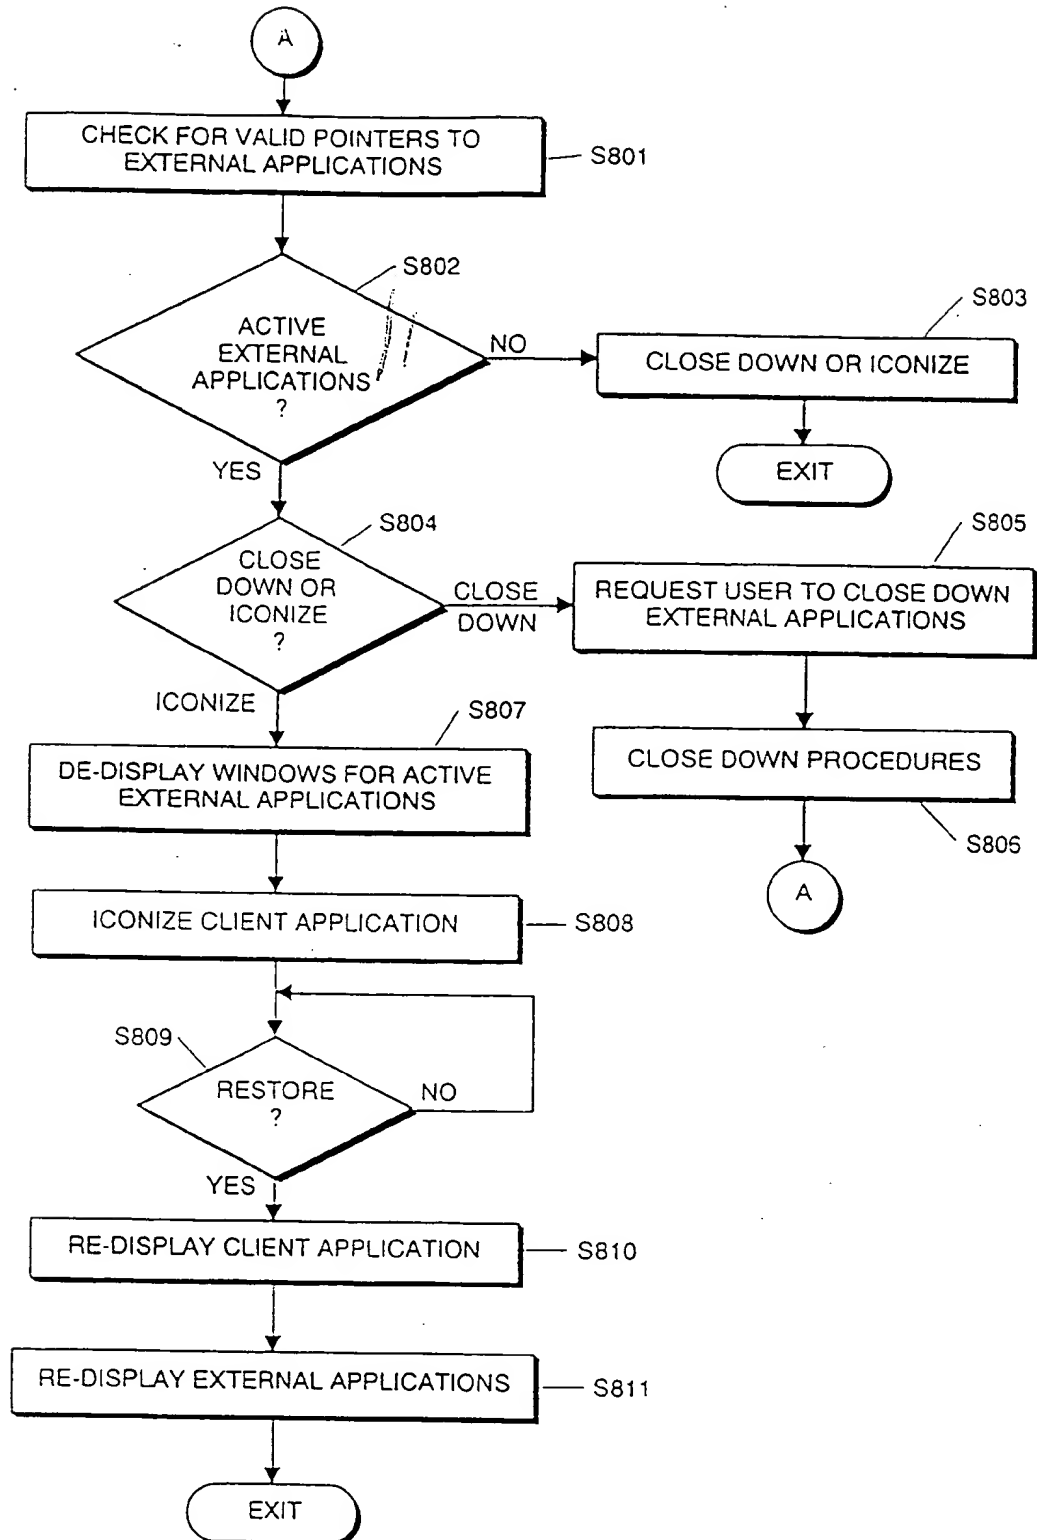 A
CHECK FOR VALID POINTERS TO
EXTERNAL APPLICATIONS
S801
S802
ACTIVE
EXTERNAL
APPLICATIONS
?
NO
S803
CLOSE DOWN OR ICONIZE
EXIT
YES
S804
CLOSE
DOWN OR
ICONIZE
?
CLOSE
DOWN
S805
REQUEST USER TO CLOSE DOWN
EXTERNAL APPLICATIONS
CLOSE DOWN PROCEDURES
S806
A
ICONIZE
S807
DE-DISPLAY WINDOWS FOR ACTIVE
EXTERNAL APPLICATIONS
ICONIZE CLIENT APPLICATION
S808
S809
RESTORE
?
NO
YES
RE-DISPLAY CLIENT APPLICATION
S810
RE-DISPLAY EXTERNAL APPLICATIONS
S811
EXIT